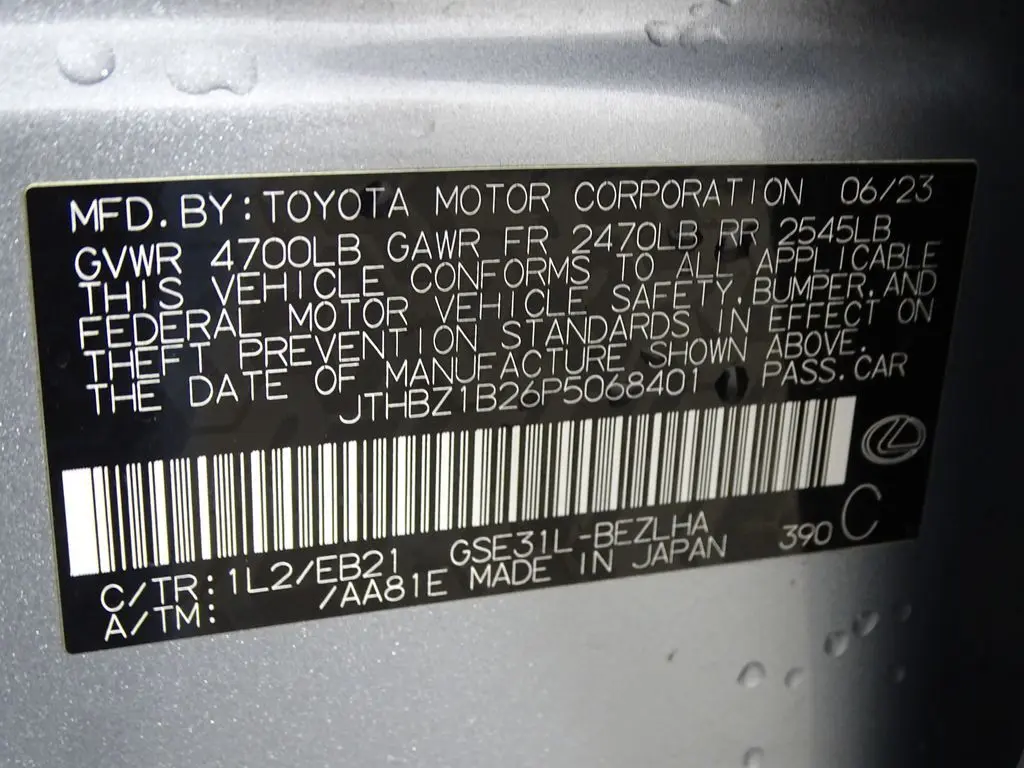 MFD.BY:TOYOTA MOTOR CORPORATION 06/23
GVWR 4700LB GAWR FR 2470LB RR 2545LB
THIS VEHICLE CONFORMS TO ALL APPLICABLE
FEDERAL MOTOR VEHICLE SAFETY,BUMPER,AND
THEFT PREVENTION STANDARDS IN EFFECT ON
THE DATE OF MANUFACTURE SHOWN ABOVE.
JTHBZ1B26P5068401 PASS.CAR
C/TR:1L2/EB21 GSE31L-BEZLHA 390 C
A/TM: /AA81E MADE IN JAPAN